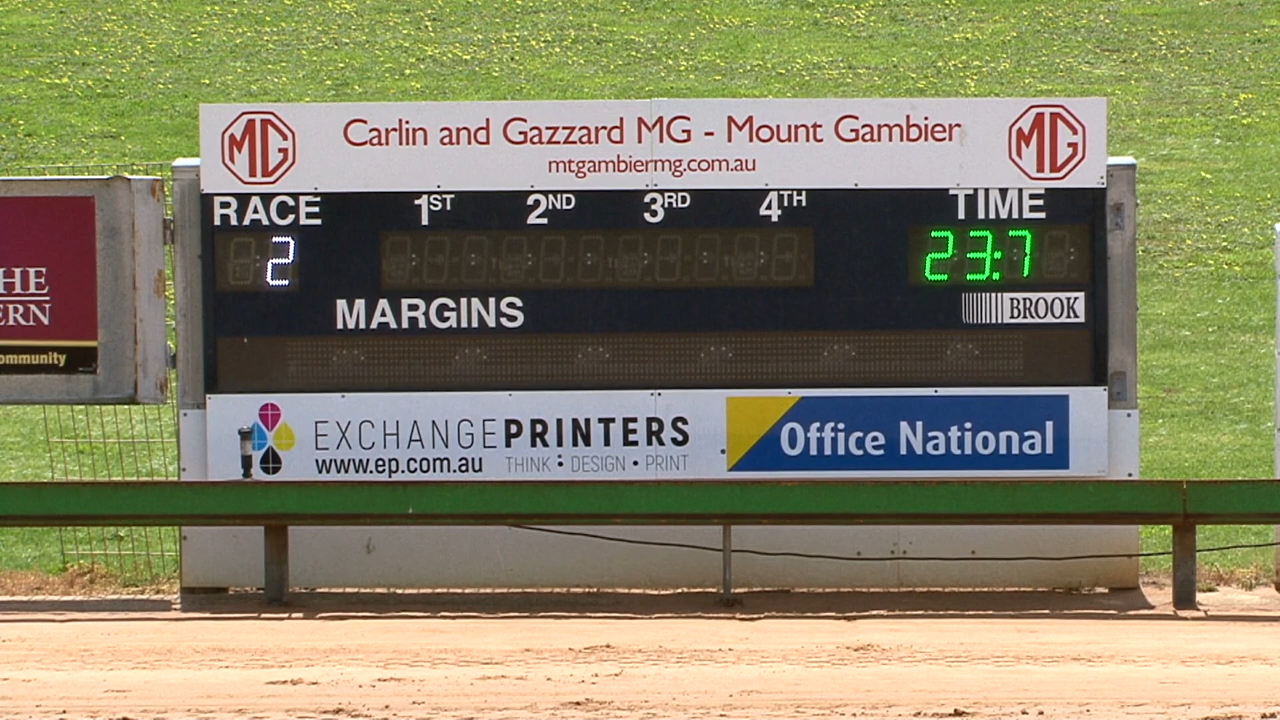 MG Carlin and Gazzard MG - Mount Gambier MG
mtgambiermg.com.au
RACE 1ST 2ND 3RD 4TH TIME
2 23:7
MARGINS BROOK
HE
ERN
ommunity
EXCHANGEPRINTERS
www.ep.com.au THINK : DESIGN • PRINT
Office National